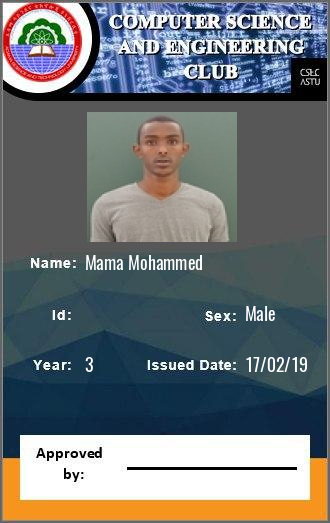 COMPUTER SCIENCE
AND ENGINEERING
CLUB
CSEC
ASTU
Name: Mama Mohammed
Id: Sex: Male
Year: 3 Issued Date: 17/02/19
Approved
by: